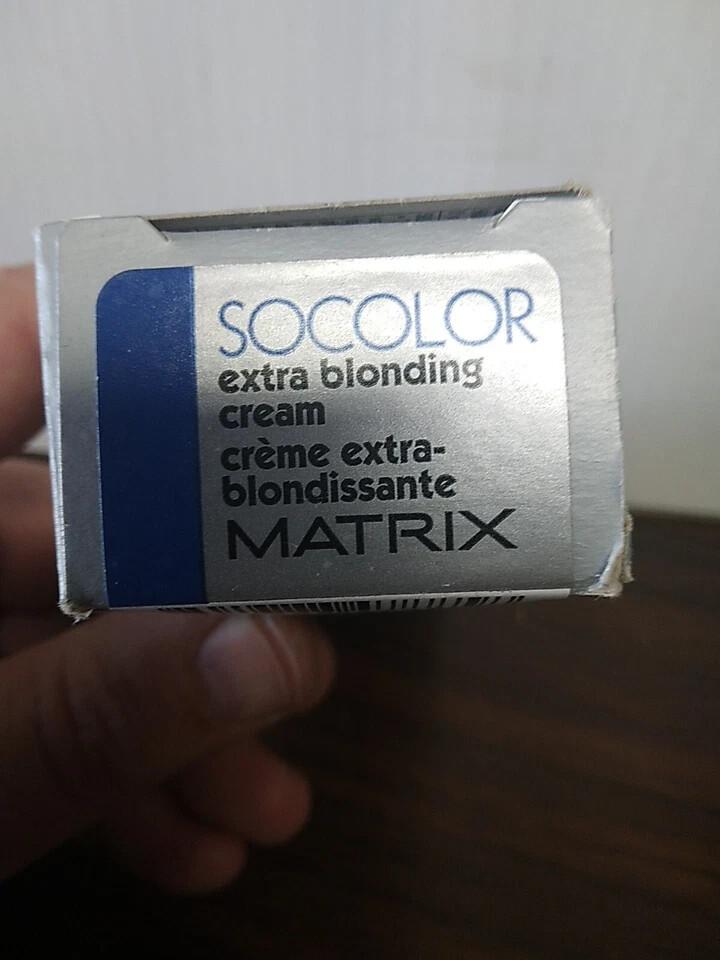 SOCOLOR
extra blonding
cream
crème extra-
blondissante
MATRIX